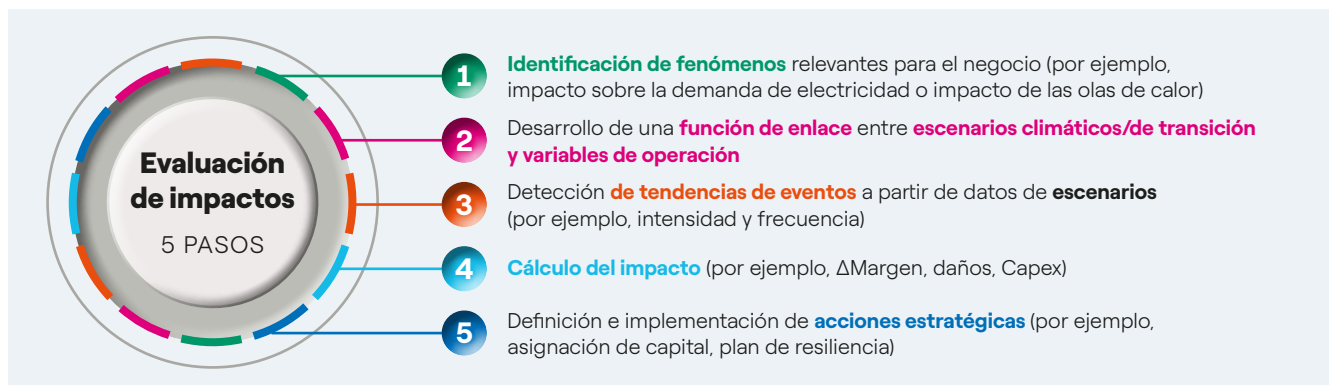 Evaluación
de impactos
5 PASOS
1
Identificación de fenómenos relevantes para el negocio (por ejemplo,
impacto sobre la demanda de electricidad o impacto de las olas de calor)
2
Desarrollo de una función de enlace entre escenarios climáticos/de transición
y variables de operación
3
Detección de tendencias de eventos a partir de datos de escenarios
(por ejemplo, intensidad y frecuencia)
4
Cálculo del impacto (por ejemplo, ΔMargen, daños, Capex)
5
Definición e implementación de acciones estratégicas (por ejemplo,
asignación de capital, plan de resiliencia)